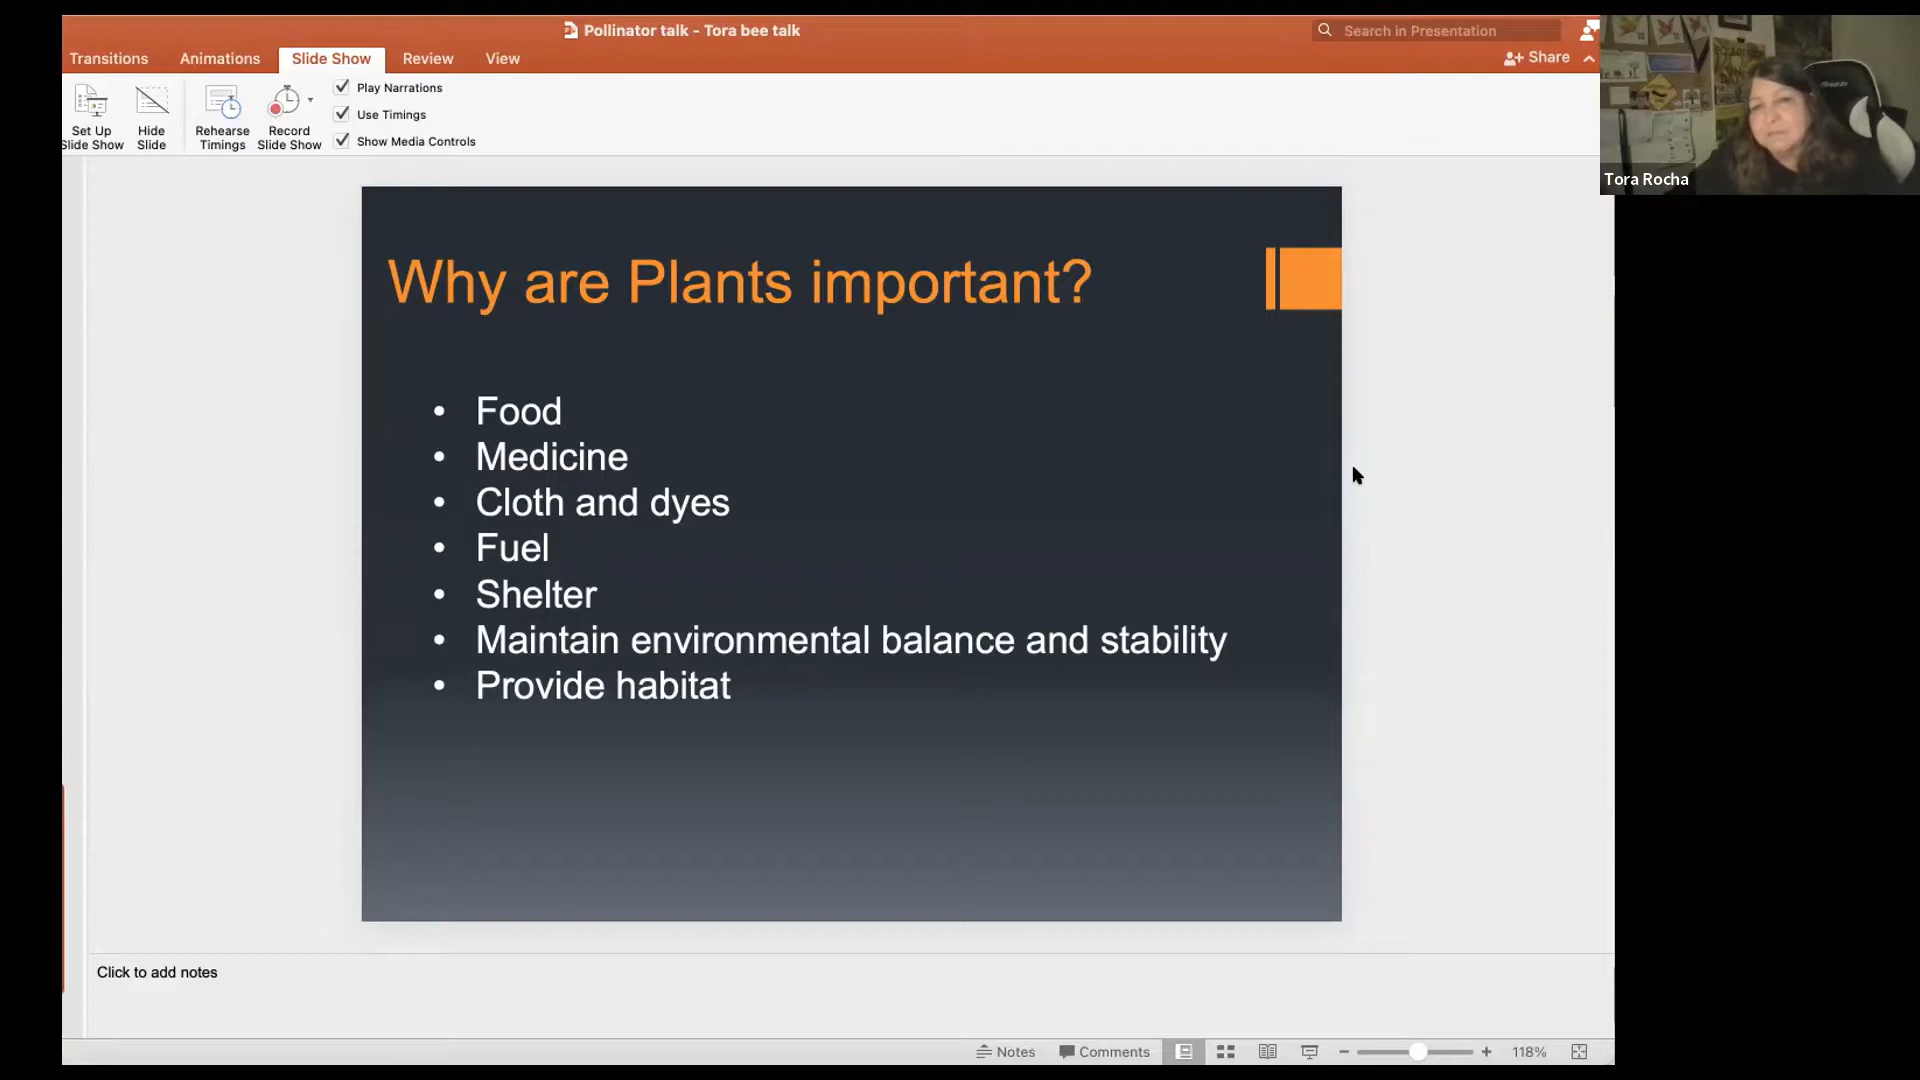 Pollinator talk - Tora bee talk
Search in Presentation
Transitions
Animations
Slide Show
Review
View
Share
Set Up
Slide Show
Hide
Slide
Rehearse
Timings
Record
Slide Show
Play Narrations
Use Timings
Show Media Controls
Tora Rocha
Why are Plants important?
• Food
• Medicine
• Cloth and dyes
• Fuel
• Shelter
• Maintain environmental balance and stability
• Provide habitat
Click to add notes
Notes
Comments
118%